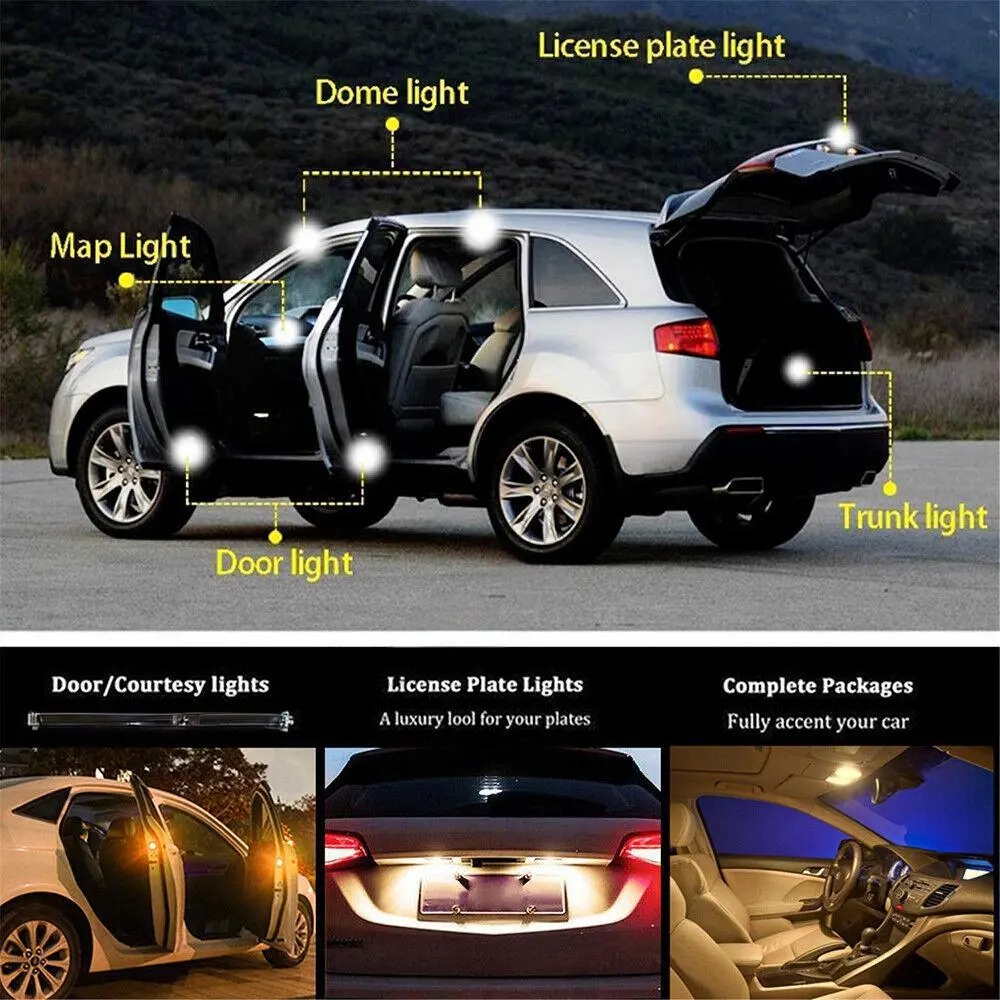 License plate light
Dome light
Map Light
Trunk light
Door light
Door/Courtesy lights
License Plate Lights
A luxury lool for your plates
Complete Packages
Fully accent your car